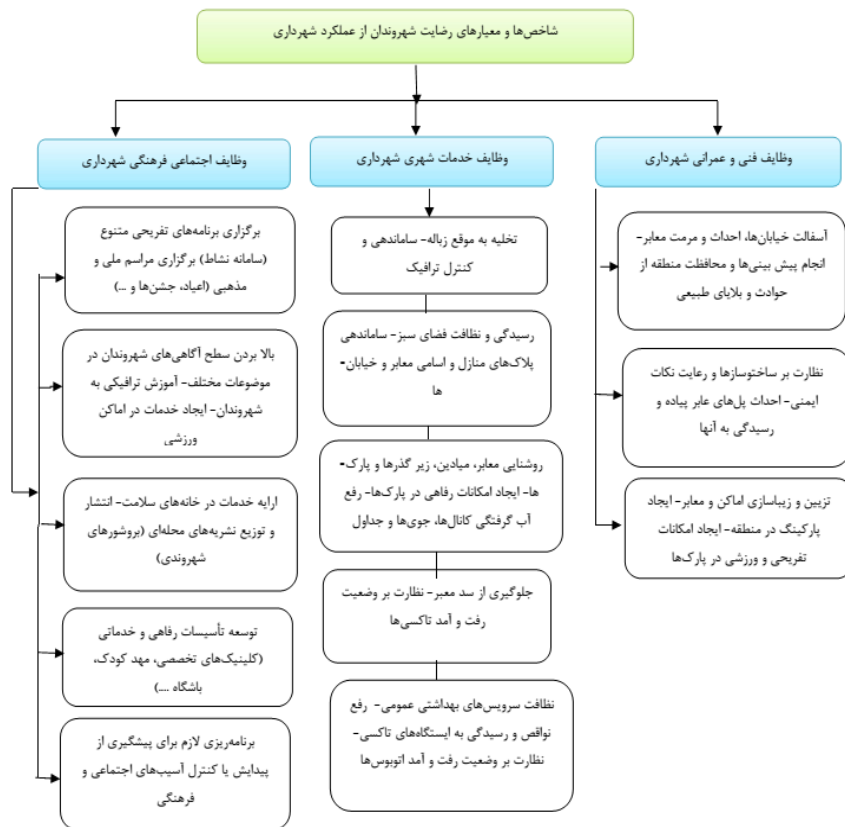 شاخص‌ها و معیارهای رضایت شهروندان از عملکرد شهرداری
وظایف فنی و عمرانی شهرداری
آسفالت خیابان‌ها، احداث و مرمت معابر-
انجام پیش بینی‌ها و محافظت منطقه از
حوادث و بلایای طبیعی
نظارت بر ساختوسازها و رعایت نکات
ایمنی- احداث پل‌های عابر پیاده و
رسیدگی به آنها
تزیین و زیباسازی اماکن و معابر- ایجاد
پارکینگ در منطقه- ایجاد امکانات
تفریحی و ورزشی در پارک‌ها
وظایف خدمات شهری شهرداری
تخلیه به موقع زباله- ساماندهی و
کنترل ترافیک
رسیدگی و نظافت فضای سبز- ساماندهی
پلاک‌های منازل و اسامی معابر و خیابان-
ها
روشنایی معابر، میادین، زیر گذرها و پارک-
ها- ایجاد امکانات رفاهی در پارک‌ها- رفع
آب گرفتگی کانال‌ها، جوی‌ها و جداول
جلوگیری از سد معبر- نظارت بر وضعیت
رفت و آمد تاکسی‌ها
نظافت سرویس‌های بهداشتی عمومی- رفع
نواقص و رسیدگی به ایستگاه‌های تاکسی-
نظارت بر وضعیت رفت و آمد اتوبوس‌ها
وظایف اجتماعی فرهنگی شهرداری
برگزاری برنامه‌های تفریحی متنوع
(سامانه نشاط) برگزاری مراسم ملی و
مذهبی (اعیاد، جشن‌ها و ...)
بالا بردن سطح آگاهی‌های شهروندان در
موضوعات مختلف- آموزش ترافیکی به
شهروندان- ایجاد خدمات در اماکن
ورزشی
ارایه خدمات در خانه‌های سلامت- انتشار
و توزیع نشریه‌های محله‌ای (بروشورهای
شهروندی)
توسعه تأسیسات رفاهی و خدماتی
(کلینیک‌های تخصصی، مهد کودک،
باشگاه ....)
برنامه‌ریزی لازم برای پیشگیری از
پیدایش یا کنترل آسیب‌های اجتماعی و
فرهنگی